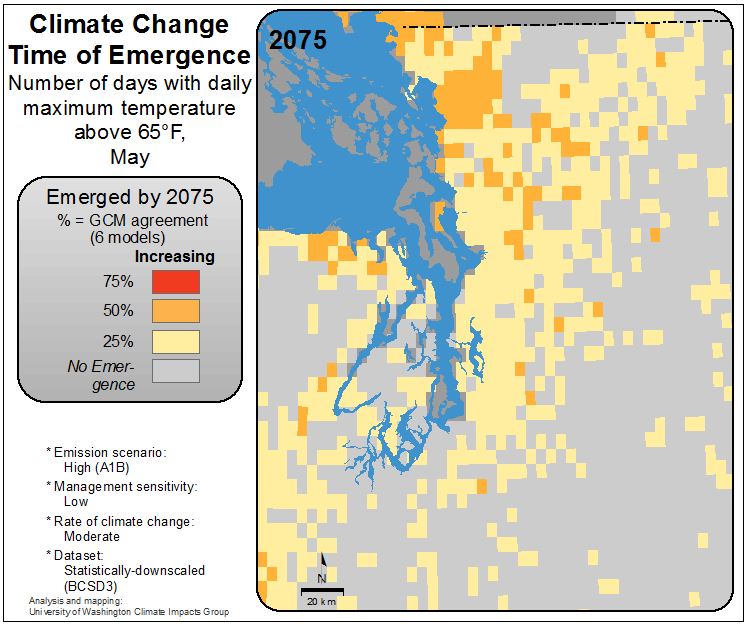 Climate Change
Time of Emergence
Number of days with daily
maximum temperature
above 65°F,
May
Emerged by 2075
% = GCM agreement
(6 models)
Increasing
75%
50%
25%
No Emer-
gence
* Emission scenario:
High (A1B)
* Management sensitivity:
Low
* Rate of climate change:
Moderate
* Dataset:
Statistically-downscaled
(BCSD3)
Analysis and mapping:
University of Washington Climate Impacts Group
2075
N
20 km